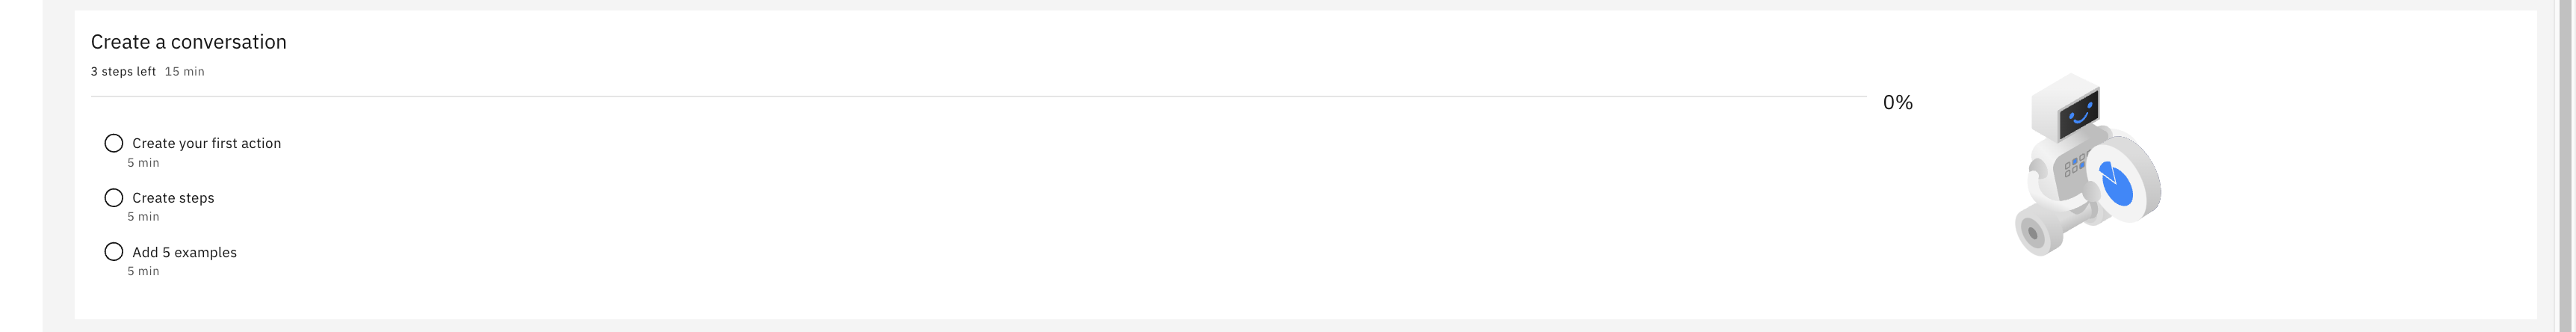 Create a conversation
3 steps left 15 min
0%
Create your first action
5 min
Create steps
5 min
Add 5 examples
5 min